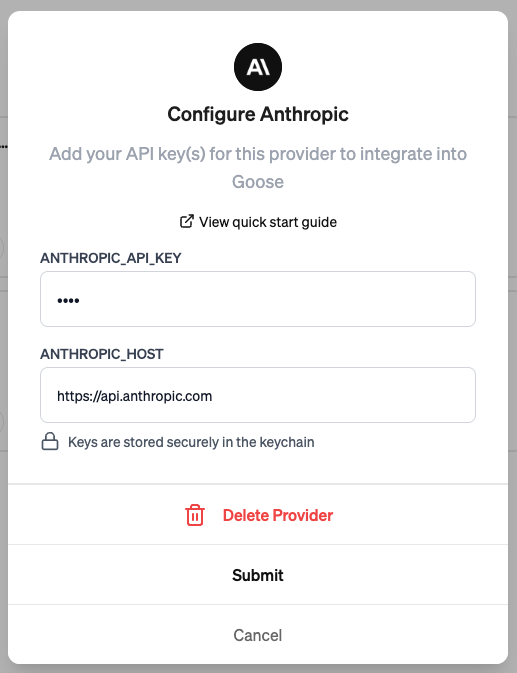 Configure Anthropic
Add your API key(s) for this provider to integrate into
Goose
View quick start guide
ANTHROPIC_API_KEY
••••
ANTHROPIC_HOST
https://api.anthropic.com
Keys are stored securely in the keychain
Delete Provider
Submit
Cancel